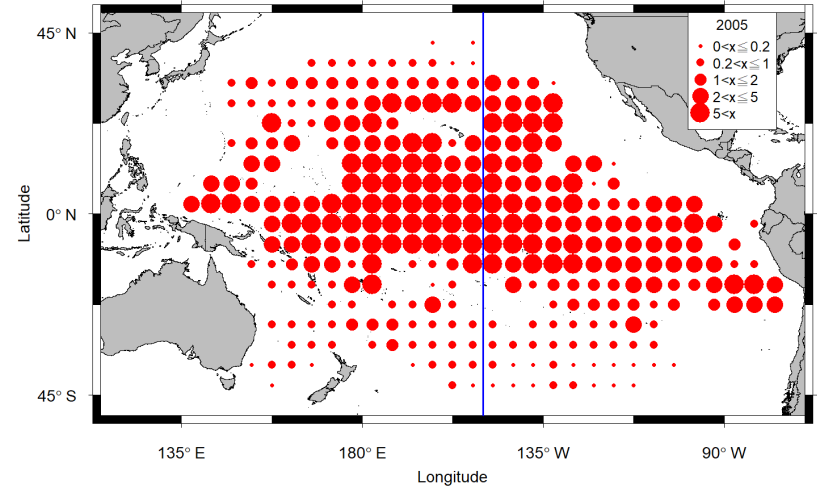 2005
0<x≦0.2
0.2<x≦1
1<x≦2
2<x≦5
5<x
45° N
0° N
45° S
Latitude
135° E
180° E
135° W
90° W
Longitude